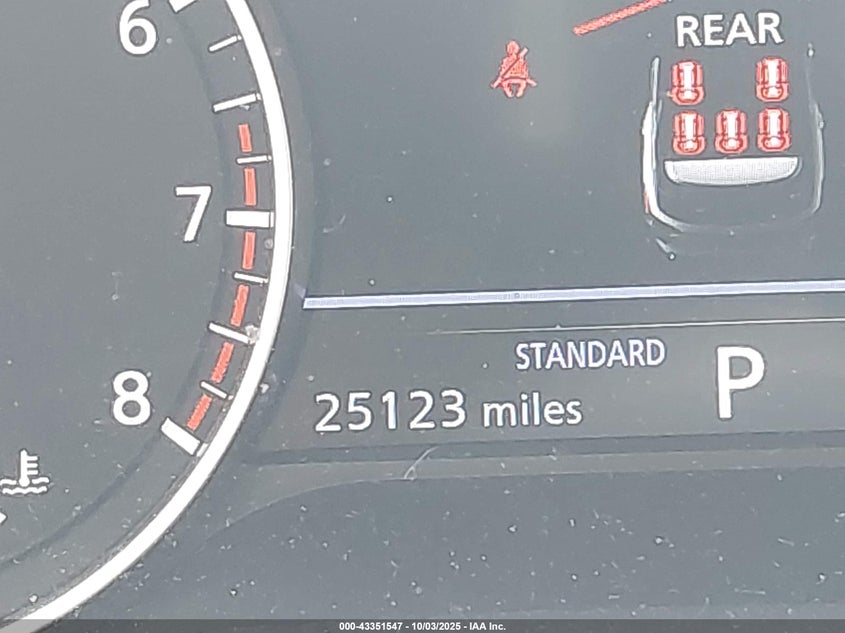 6
REAR
7
STANDARD
P
8
25123 miles
000-43351547 - 10/03/2025 - IAA Inc.